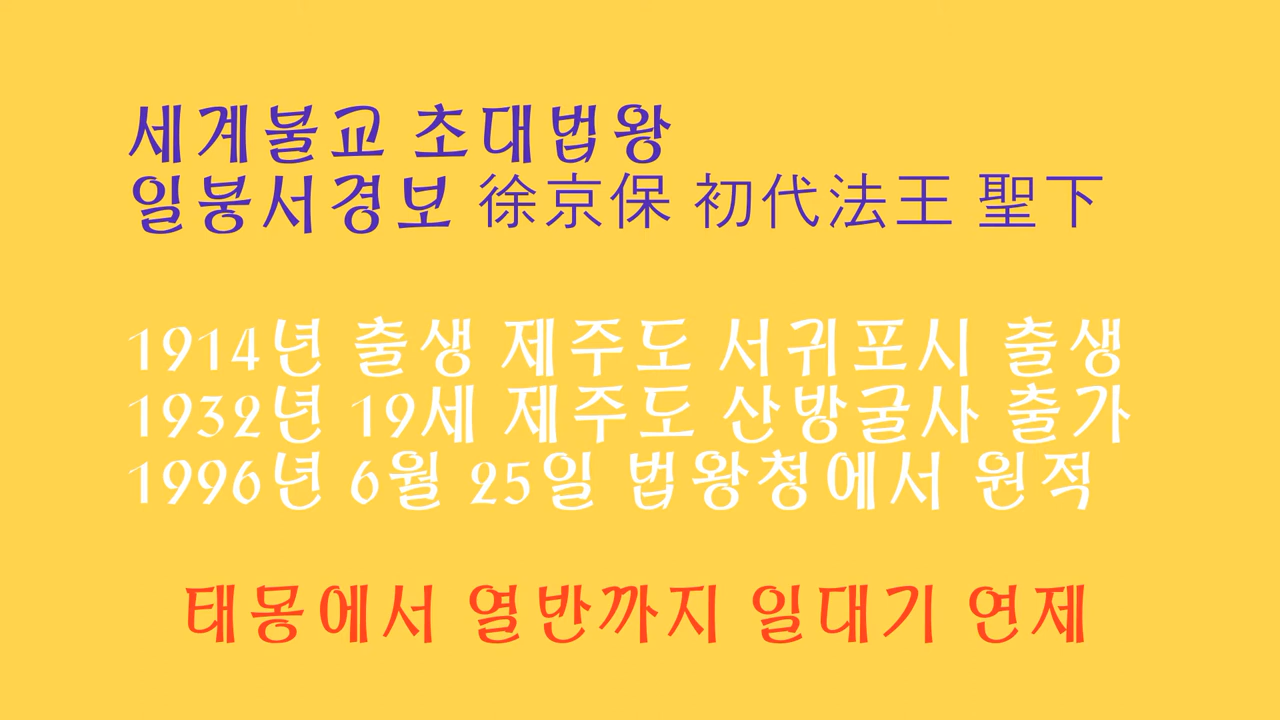 세계불교 초대법왕
일붕서경보 徐京保 初代法王 聖下
1914년 출생 제주도 서귀포시 출생
1932년 19세 제주도 산방굴사 출가
1996년 6월 25일 법왕청에서 원적
태몽에서 열반까지 일대기 연제